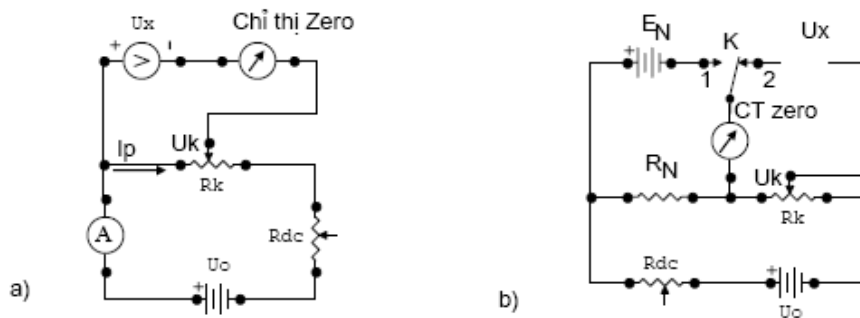 Ux
Chỉ thị Zero
+
Ip
Uk
Rk
A
Rdc
+
Uo
a)
EN
K
Ux
+
1
2
CT zero
RN
Uk
Rk
Rdc
+
Uo
b)